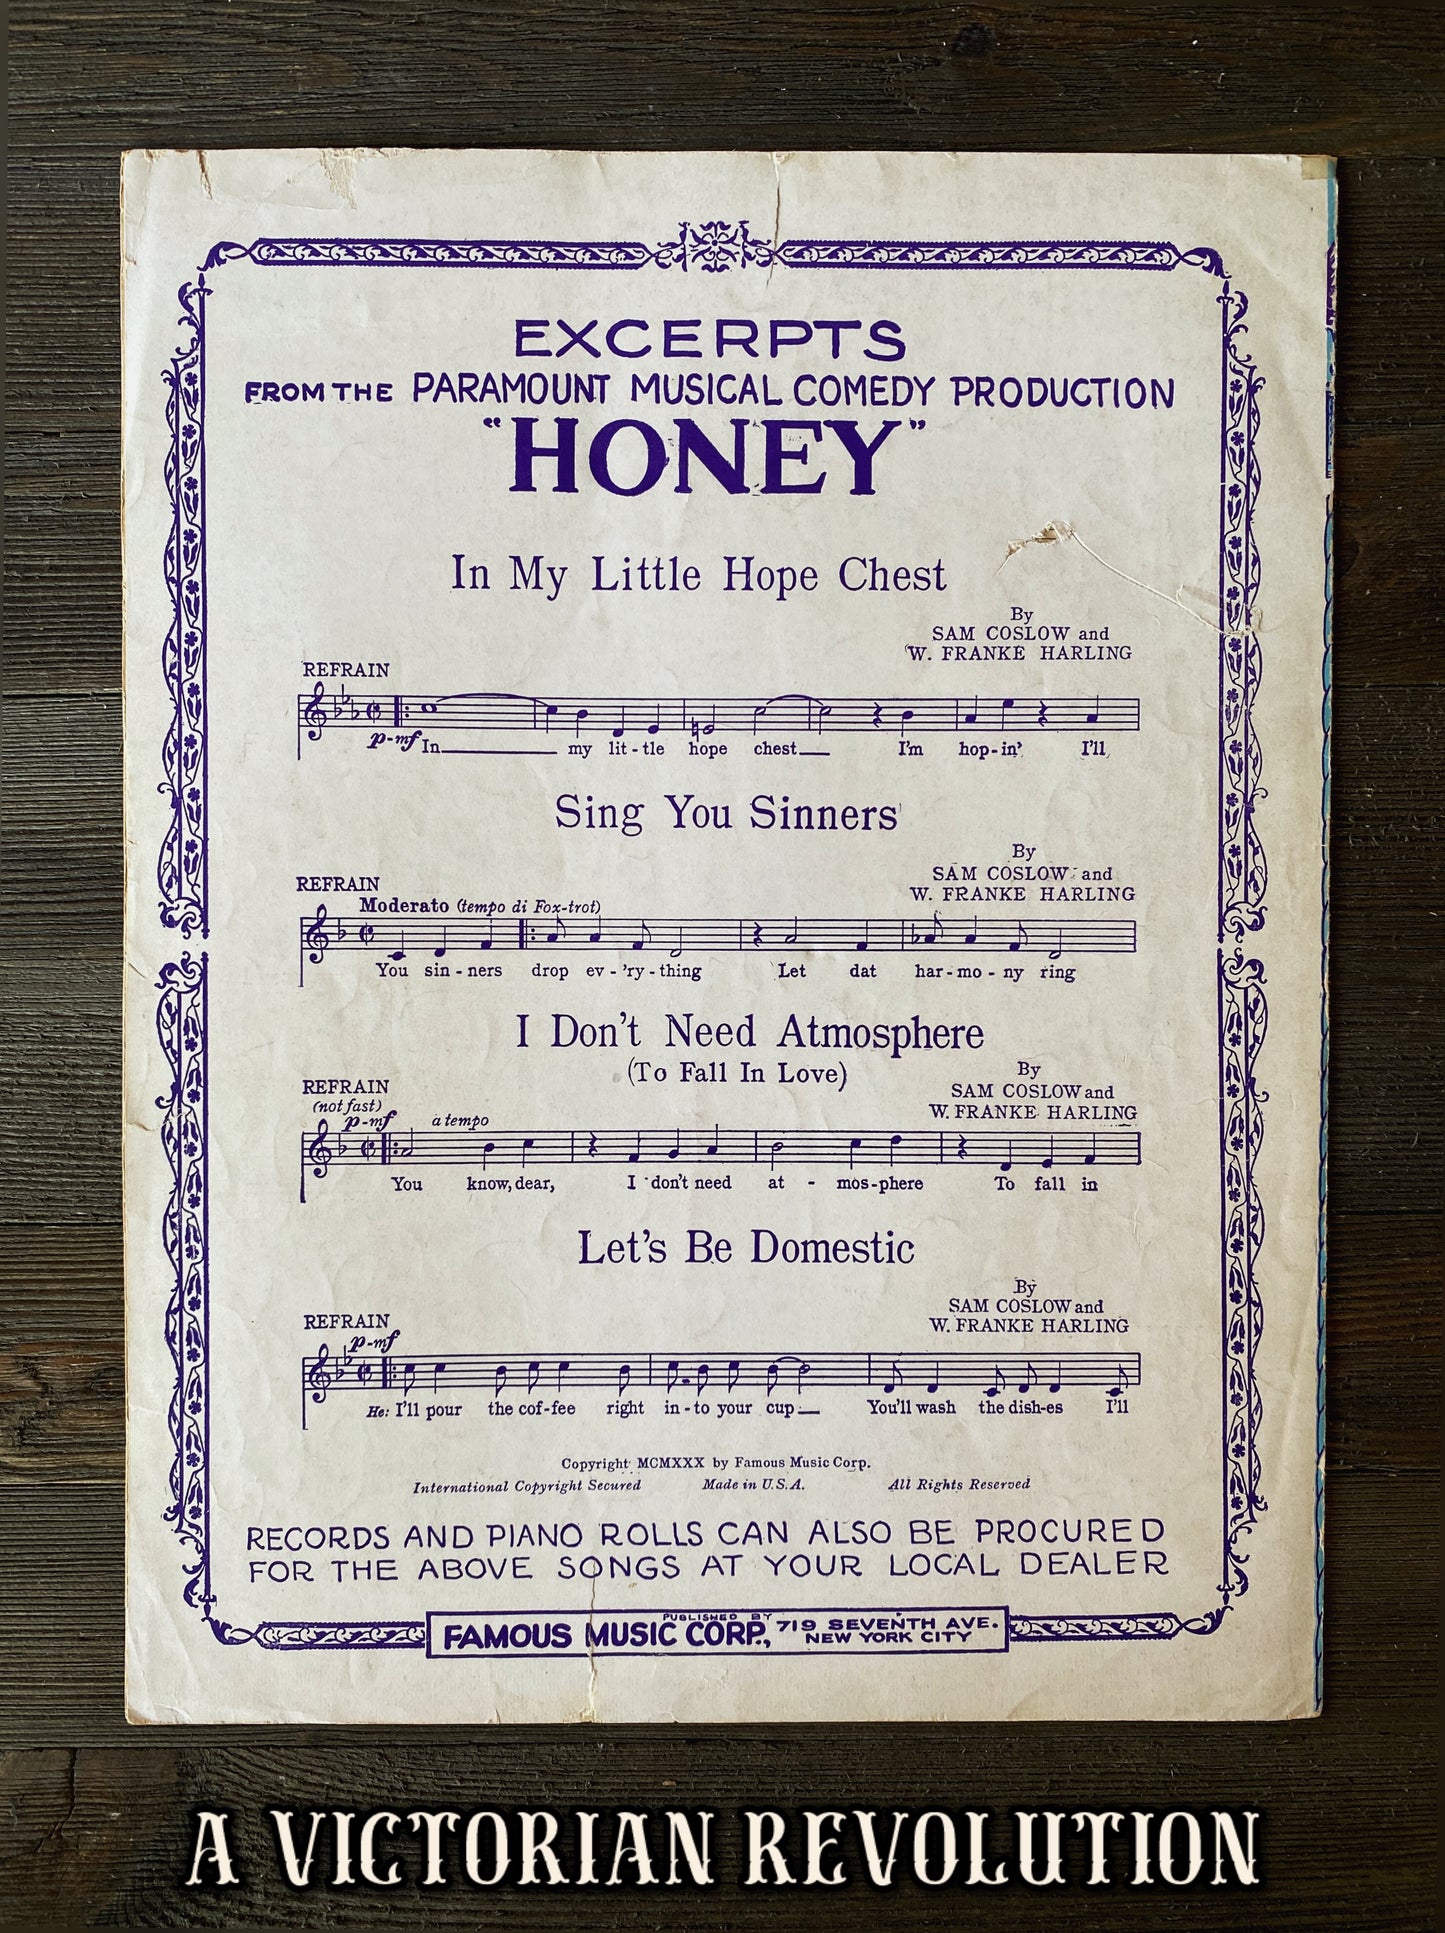 EXCERPTS
FROM THE PARAMOUNT MUSICAL COMEDY PRODUCTION
"HONEY"
In My Little Hope Chest
By
SAM COSLOW and
W. FRANKE HARLING
REFRAIN
p-mf In my lit-tle hope chest I'm hop-in' I'll
Sing You Sinners
By
SAM COSLOW and
W. FRANKE HARLING
REFRAIN
Moderato (tempo di Fox-trot)
You sin-ners drop ev-'ry-thing Let dat har-mo-ny ring
I Don't Need Atmosphere
(To Fall In Love)
By
SAM COSLOW and
W. FRANKE HARLING
REFRAIN
(not fast)
p-mf a tempo
You know, dear, I don't need at - mos-phere To fall in
Let's Be Domestic
By
SAM COSLOW and
W. FRANKE HARLING
REFRAIN
p-mf
He: I'll pour the cof-fee right in-to your cup You'll wash the dish-es I'll
Copyright MCMXXX by Famous Music Corp.
International Copyright Secured Made in U.S.A. All Rights Reserved
RECORDS AND PIANO ROLLS CAN ALSO BE PROCURED
FOR THE ABOVE SONGS AT YOUR LOCAL DEALER
PUBLISHED BY
FAMOUS MUSIC CORP., 719 SEVENTH AVE.
NEW YORK CITY
A VICTORIAN REVOLUTION